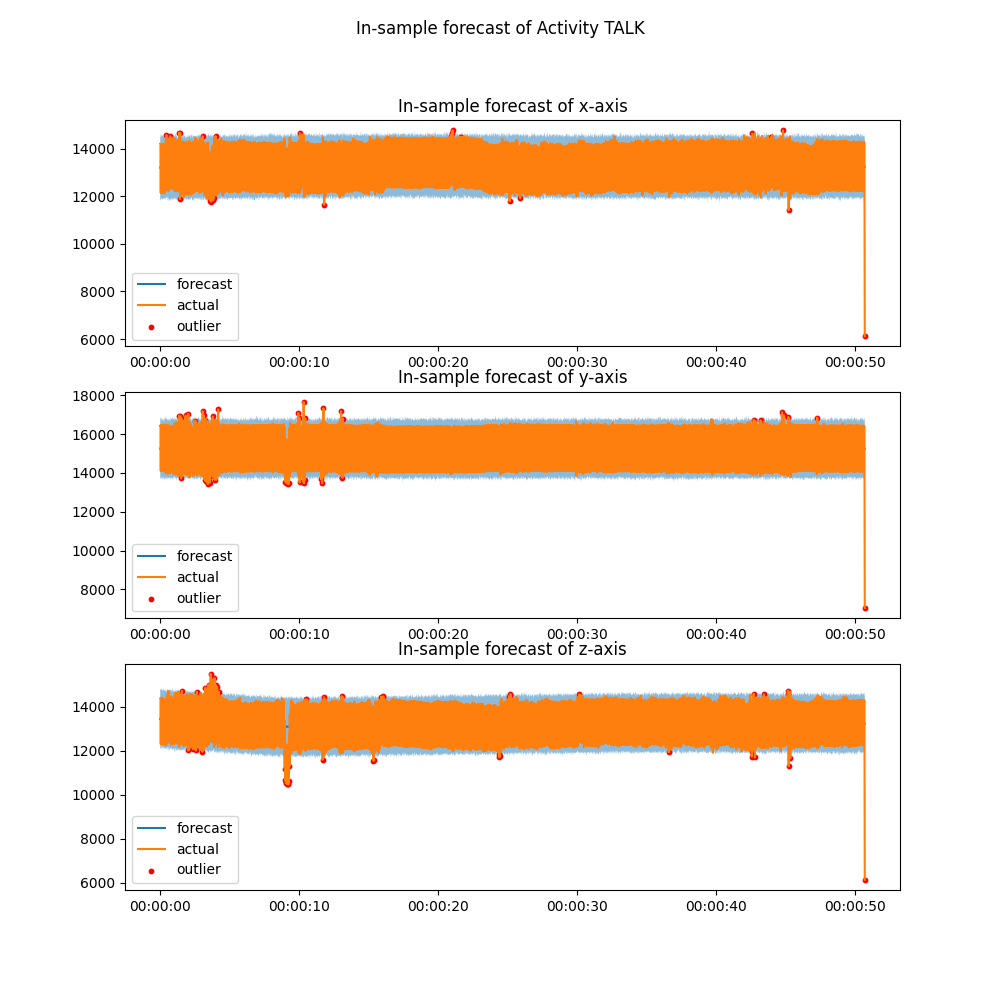 In-sample forecast of Activity TALK
In-sample forecast of x-axis
14000
12000
10000
8000
6000
forecast
actual
outlier
00:00:00 00:00:10 00:00:20 00:00:30 00:00:40 00:00:50
In-sample forecast of y-axis
18000
16000
14000
12000
10000
8000
forecast
actual
outlier
00:00:00 00:00:10 00:00:20 00:00:30 00:00:40 00:00:50
In-sample forecast of z-axis
14000
12000
10000
8000
6000
forecast
actual
outlier
00:00:00 00:00:10 00:00:20 00:00:30 00:00:40 00:00:50